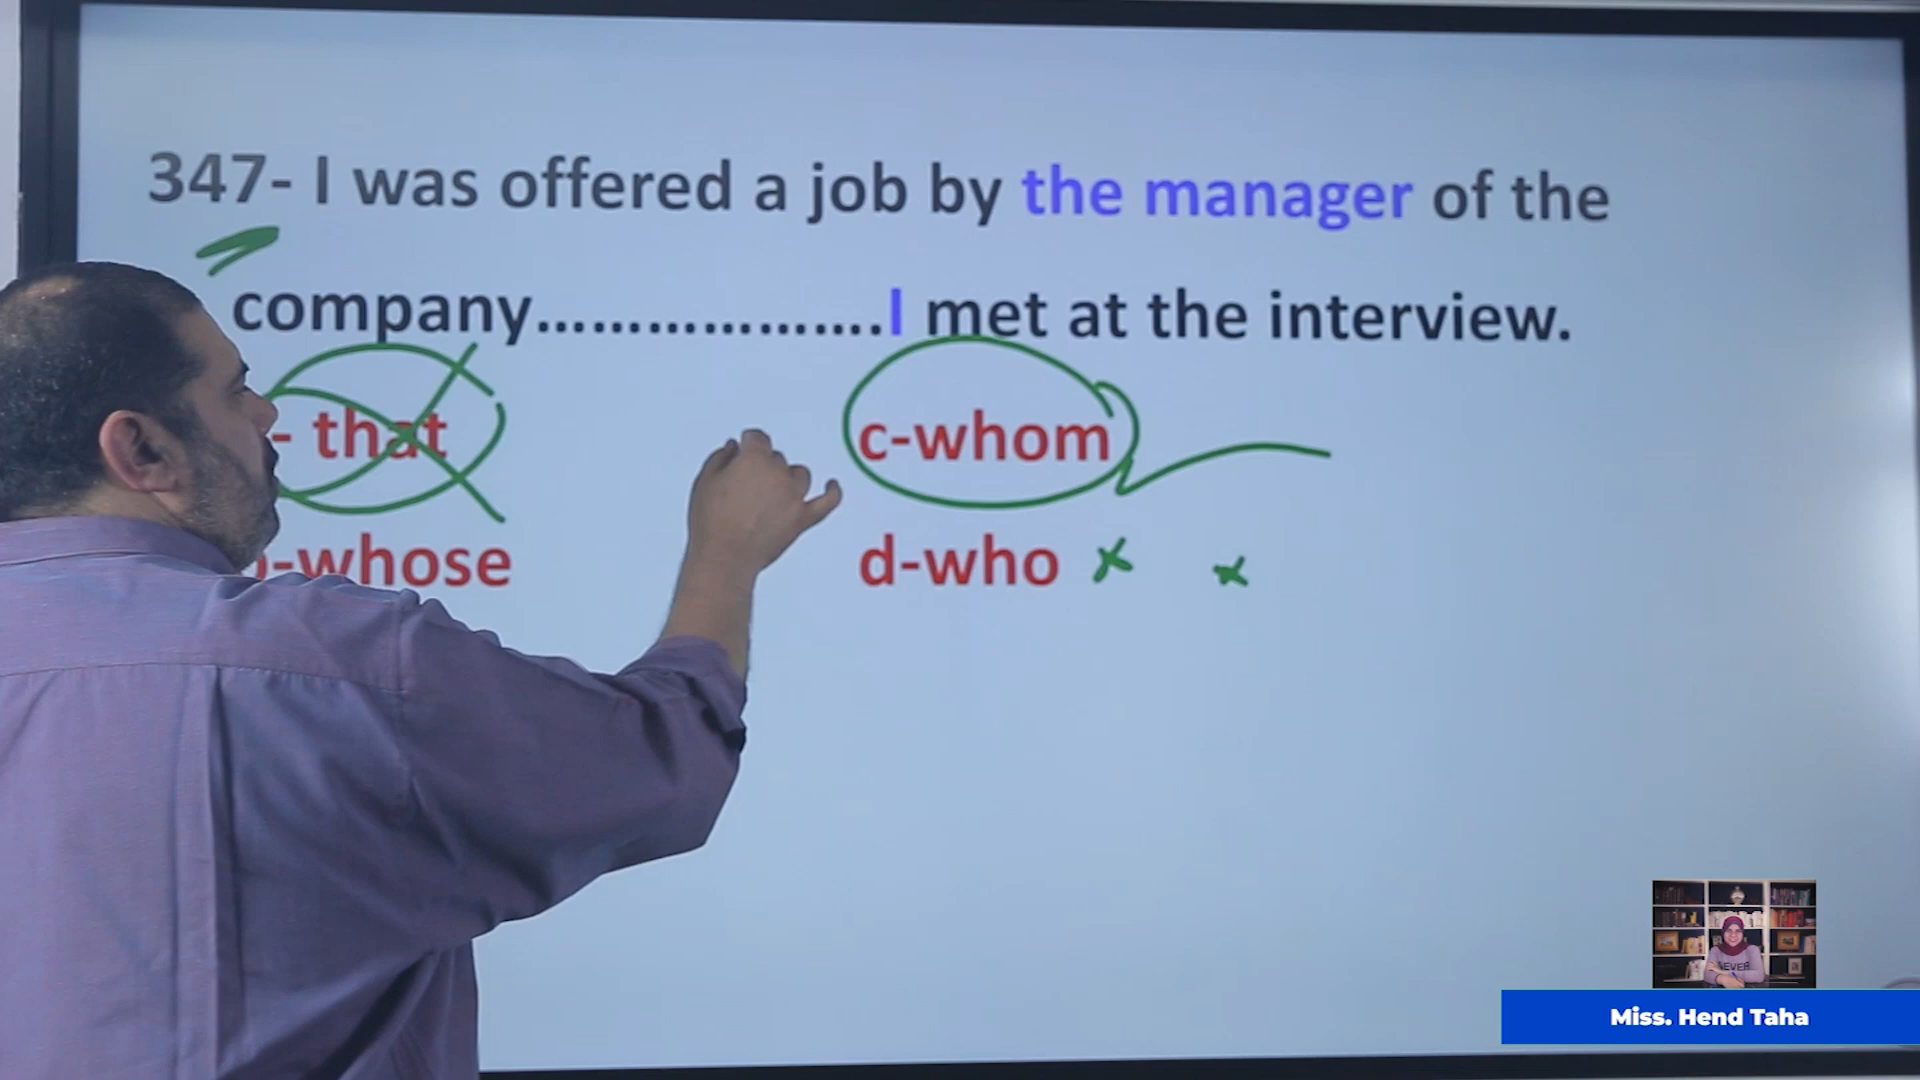 347- I was offered a job by the manager of the
company....................I met at the interview.
- that
c-whom
-whose
d-who
NEVER
Miss. Hend Taha